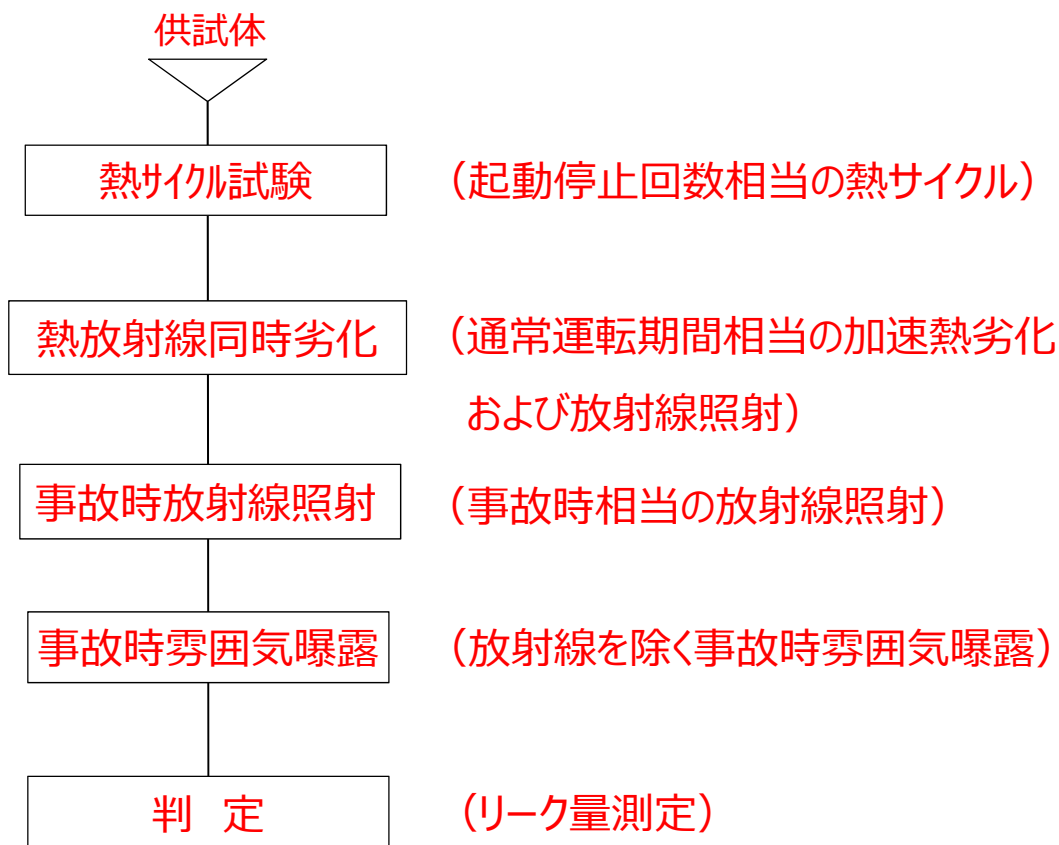 供試体
熱サイクル試験
（起動停止回数相当の熱サイクル）
熱放射線同時劣化
（通常運転期間相当の加速熱劣化
および放射線照射）
事故時放射線照射
（事故時相当の放射線照射）
事故時雰囲気曝露
（放射線を除く事故時雰囲気曝露）
判　定
（リーク量測定）